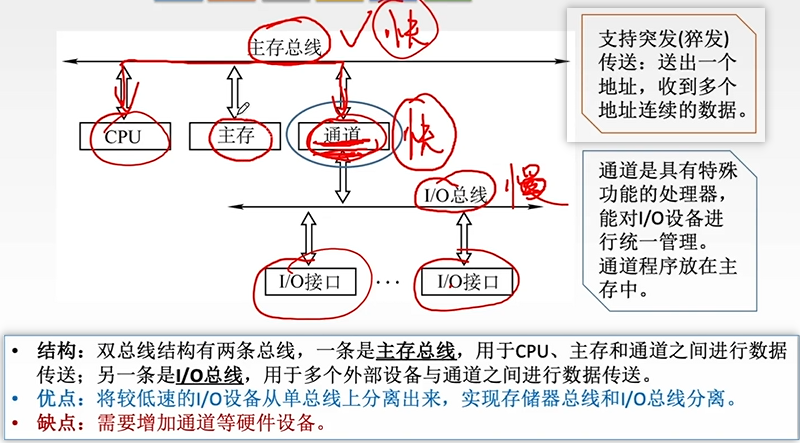 主存总线
快
支持突发(猝发)
传送：送出一个
地址，收到多个
地址连续的数据。
CPU
主存
通道
快
I/O总线
慢
通道是具有特殊
功能的处理器，
能对I/O设备进
行统一管理。
通道程序放在主
存中。
I/O接口
···
I/O接口
• 结构：双总线结构有两条总线，一条是主存总线，用于CPU、主存和通道之间进行数据
传送；另一条是I/O总线，用于多个外部设备与通道之间进行数据传送。
• 优点：将较低速的I/O设备从单总线上分离出来，实现存储器总线和I/O总线分离。
• 缺点：需要增加通道等硬件设备。